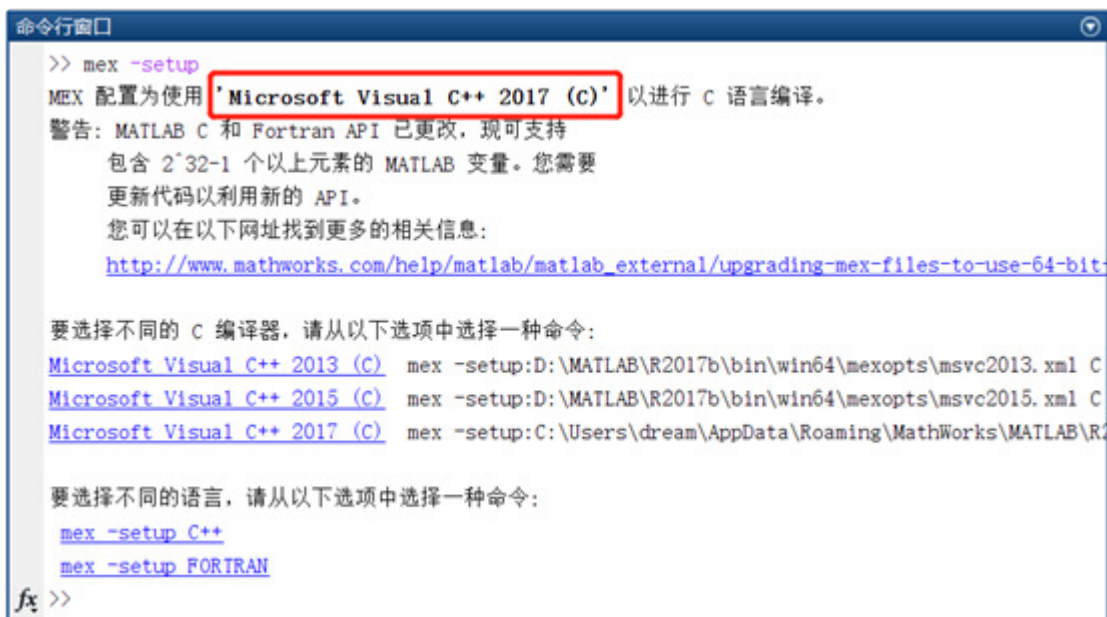 命令行窗口
>> mex -setup
MEX 配置为使用 'Microsoft Visual C++ 2017 (C)' 以进行 C 语言编译。
警告: MATLAB C 和 Fortran API 已更改，现可支持
包含 2^32-1 个以上元素的 MATLAB 变量。您需要
更新代码以利用新的 API。
您可以在以下网址找到更多的相关信息:
http://www.mathworks.com/help/matlab/matlab_external/upgrading-mex-files-to-use-64-bit-
要选择不同的 C 编译器，请从以下选项中选择一种命令:
Microsoft Visual C++ 2013 (C) mex -setup:D:\MATLAB\R2017b\bin\win64\mexopts\msvc2013.xml C
Microsoft Visual C++ 2015 (C) mex -setup:D:\MATLAB\R2017b\bin\win64\mexopts\msvc2015.xml C
Microsoft Visual C++ 2017 (C) mex -setup:C:\Users\dream\AppData\Roaming\MathWorks\MATLAB\R2
要选择不同的语言，请从以下选项中选择一种命令:
mex -setup C++
mex -setup FORTRAN
fx >>